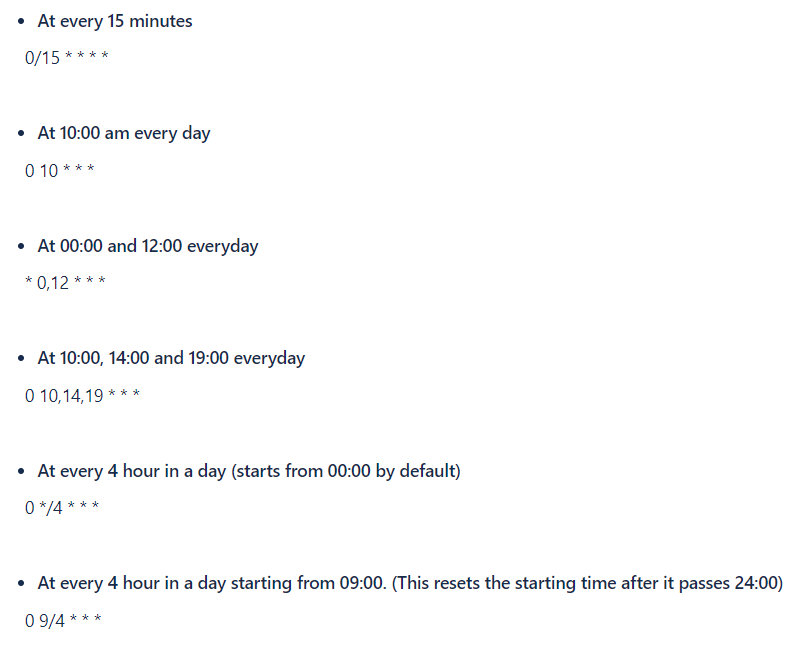 • At every 15 minutes
0/15 * * * *
• At 10:00 am every day
0 10 * * *
• At 00:00 and 12:00 everyday
* 0,12 * * *
• At 10:00, 14:00 and 19:00 everyday
0 10,14,19 * * *
• At every 4 hour in a day (starts from 00:00 by default)
0 */4 * * *
• At every 4 hour in a day starting from 09:00. (This resets the starting time after it passes 24:00)
0 9/4 * * *